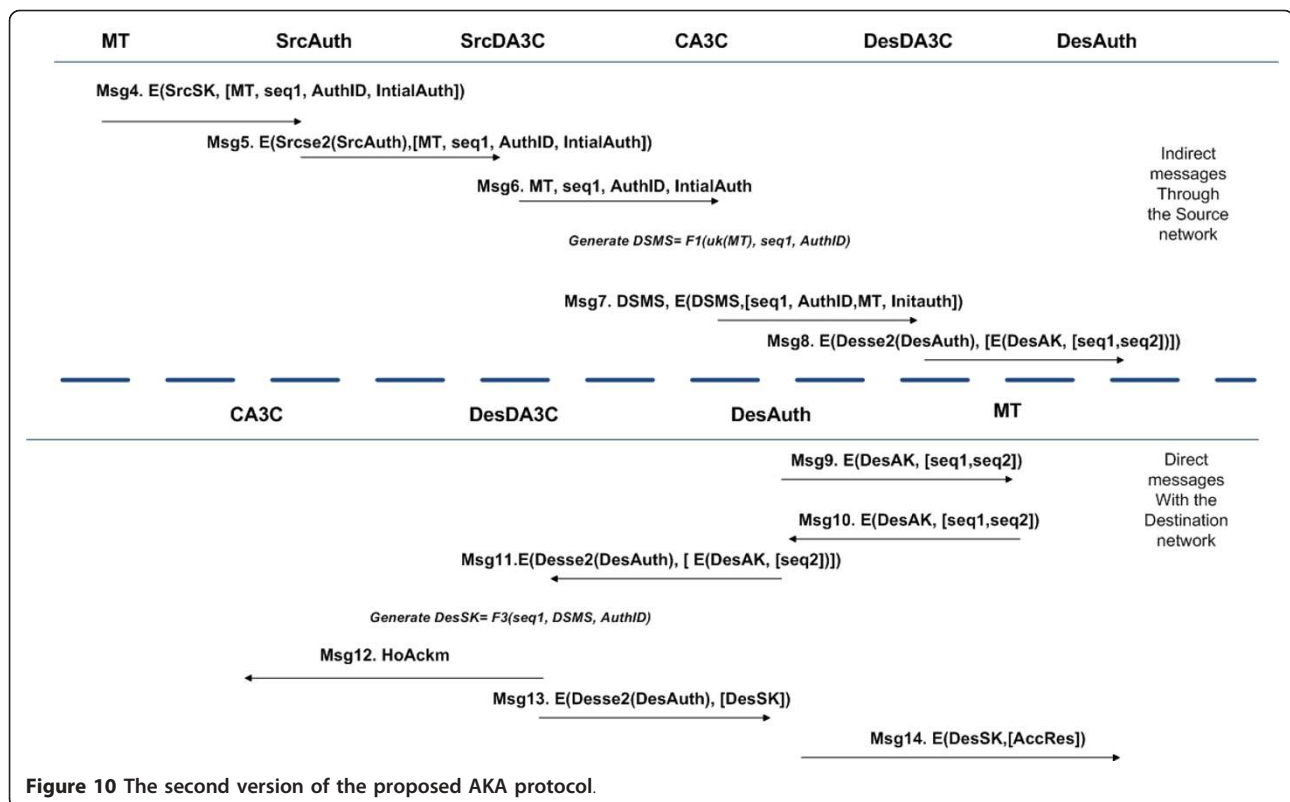 MT SrcAuth SrcDA3C CA3C DesDA3C DesAuth
Msg4. E(SrcSK, [MT, seq1, AuthID, IntialAuth])
Msg5. E(Srcse2(SrcAuth),[MT, seq1, AuthID, IntialAuth])
Msg6. MT, seq1, AuthID, IntialAuth
Indirect
messages
Through
the Source
network
Generate DSMS= F1(uk(MT), seq1, AuthID)
Msg7. DSMS, E(DSMS,[seq1, AuthID,MT, Initauth])
Msg8. E(Desse2(DesAuth), [E(DesAK, [seq1,seq2])])
CA3C DesDA3C DesAuth MT
Msg9. E(DesAK, [seq1,seq2])
Direct
messages
With the
Destination
network
Msg10. E(DesAK, [seq1,seq2])
Msg11.E(Desse2(DesAuth), [ E(DesAK, [seq2])])
Generate DesSK= F3(seq1, DSMS, AuthID)
Msg12. HoAckm
Msg13. E(Desse2(DesAuth), [DesSK])
Msg14. E(DesSK,[AccRes])
Figure 10 The second version of the proposed AKA protocol.